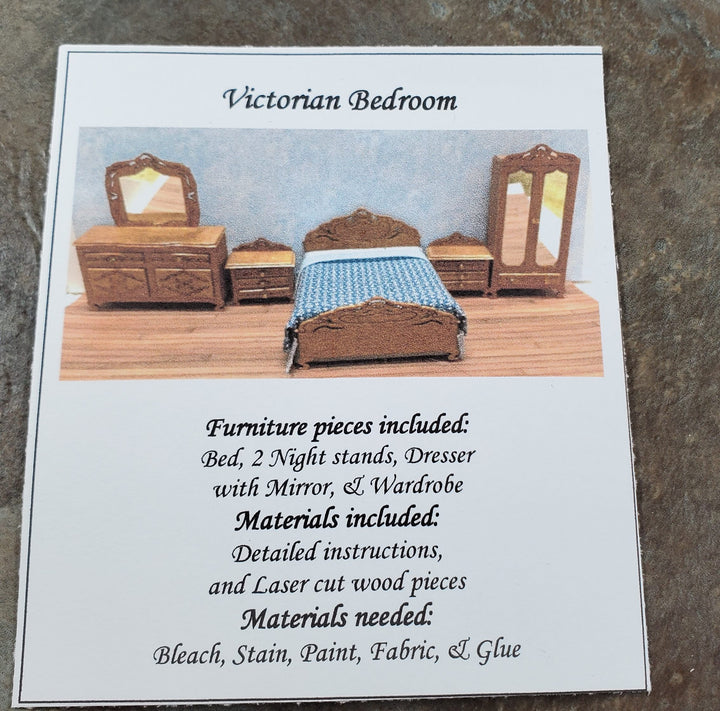 Victorian Bedroom
Furniture pieces included:
Bed, 2 Night stands, Dresser
with Mirror, & Wardrobe
Materials included:
Detailed instructions,
and Laser cut wood pieces
Materials needed:
Bleach, Stain, Paint, Fabric, & Glue